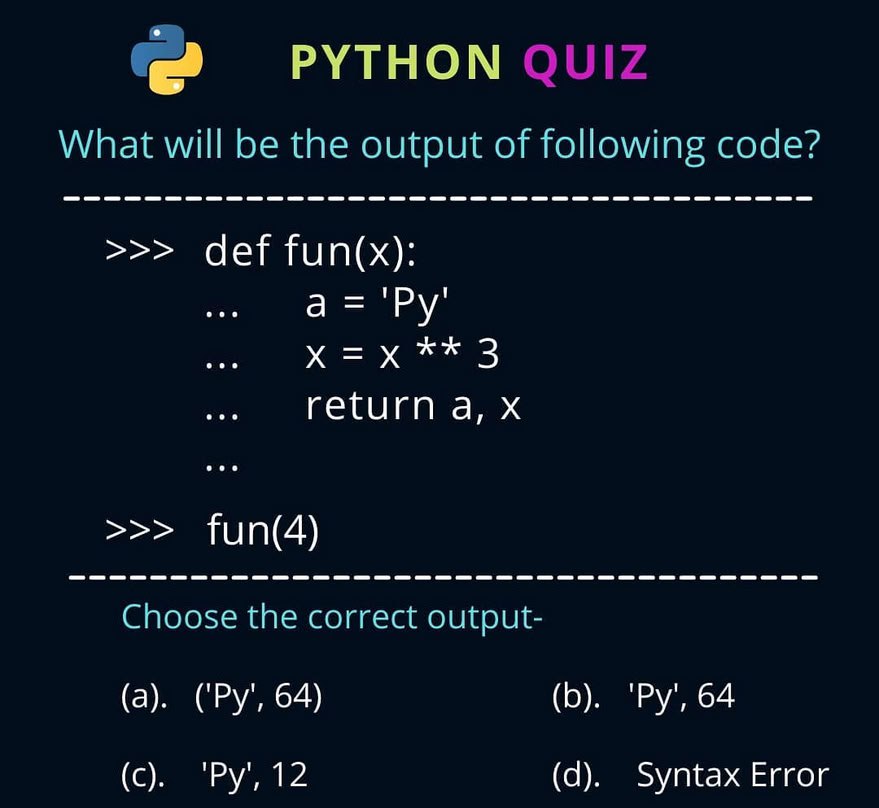 PYTHON QUIZ
What will be the output of following code?
>>> def fun(x):
... a = 'Py'
... x = x ** 3
... return a, x
...
>>> fun(4)
Choose the correct output-
(a). ('Py', 64) (b). 'Py', 64
(c). 'Py', 12 (d). Syntax Error